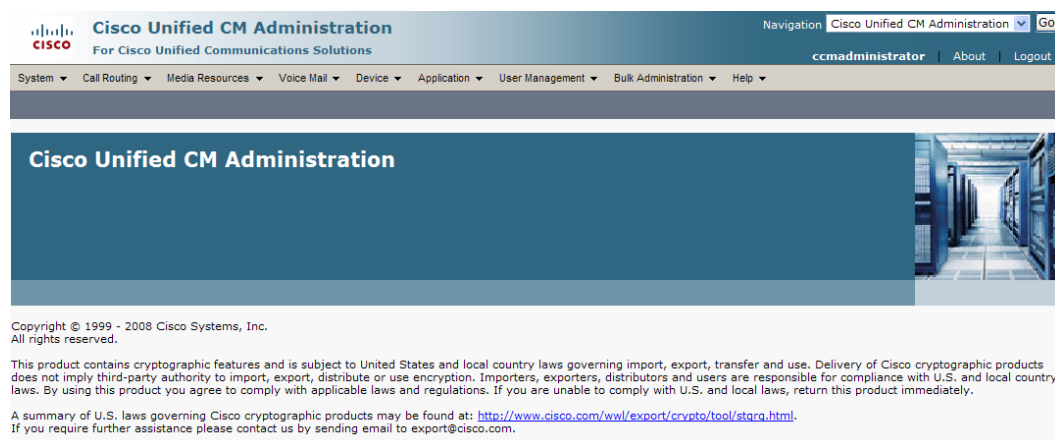 CISCO
Cisco Unified CM Administration
For Cisco Unified Communications Solutions
Navigation Cisco Unified CM Administration Go
ccmadministrator | About | Logout
System Call Routing Media Resources Voice Mail Device Application User Management Bulk Administration Help
Cisco Unified CM Administration
Copyright © 1999 - 2008 Cisco Systems, Inc.
All rights reserved.
This product contains cryptographic features and is subject to United States and local country laws governing import, export, transfer and use. Delivery of Cisco cryptographic products
does not imply third-party authority to import, export, distribute or use encryption. Importers, exporters, distributors and users are responsible for compliance with U.S. and local country
laws. By using this product you agree to comply with applicable laws and regulations. If you are unable to comply with U.S. and local laws, return this product immediately.
A summary of U.S. laws governing Cisco cryptographic products may be found at: http://www.cisco.com/wwl/export/crypto/tool/stqrg.html.
If you require further assistance please contact us by sending email to export@cisco.com.